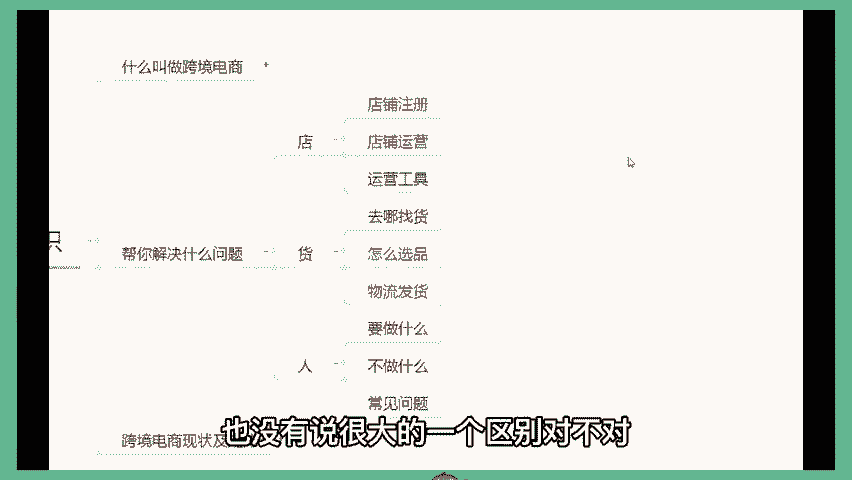 什么叫做跨境电商
店铺注册
店 店铺运营
运营工具
去哪找货
识
帮你解决什么问题 货 怎么选品
物流发货
要做什么
人 不做什么
常见问题
跨境电商现状及
也没有说很大的一个区别对不对